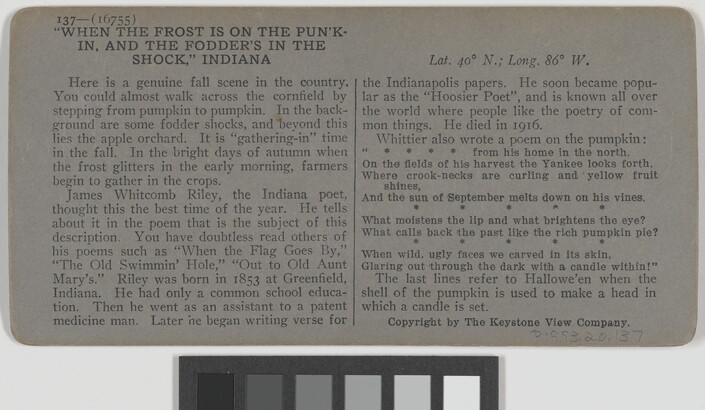 137—(16755)
"WHEN THE FROST IS ON THE PUN'K-
IN, AND THE FODDER'S IN THE
SHOCK," INDIANA
Here is a genuine fall scene in the country.
You could almost walk across the cornfield by
stepping from pumpkin to pumpkin. In the back-
ground are some fodder shocks, and beyond this
lies the apple orchard. It is "gathering-in" time
in the fall. In the bright days of autumn when
the frost glitters in the early morning, farmers
begin to gather in the crops.
James Whitcomb Riley, the Indiana poet,
thought this the best time of the year. He tells
about it in the poem that is the subject of this
description. You have doubtless read others of
his poems such as "When the Flag Goes By,"
"The Old Swimmin' Hole," "Out to Old Aunt
Mary's." Riley was born in 1853 at Greenfield,
Indiana. He had only a common school educa-
tion. Then he went as an assistant to a patent
medicine man. Later he began writing verse for
Lat. 40° N.; Long. 86° W.
the Indianapolis papers. He soon became popu-
lar as the "Hoosier Poet", and is known all over
the world where people like the poetry of com-
mon things. He died in 1916.
Whittier also wrote a poem on the pumpkin:
" * * * * from his home in the north,
On the fields of his harvest the Yankee looks forth,
Where crook-necks are curling and yellow fruit
shines,
And the sun of September melts down on his vines.
* * * * *
What moistens the lip and what brightens the eye?
What calls back the past like the rich pumpkin pie?
* * * * *
When wild, ugly faces we carved in its skin,
Glaring out through the dark with a candle within!"
The last lines refer to Hallowe'en when the
shell of the pumpkin is used to make a head in
which a candle is set.
Copyright by The Keystone View Company.